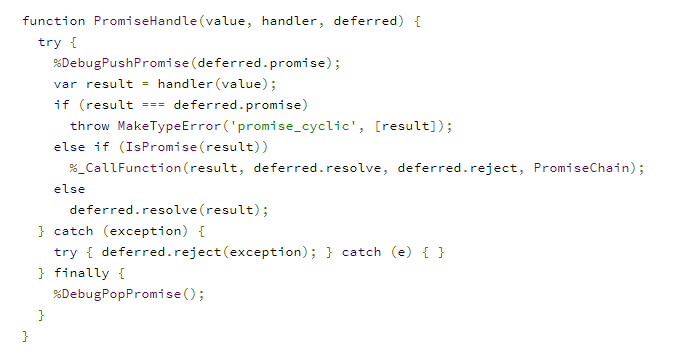 function PromiseHandle(value, handler, deferred) {
  try {
    %DebugPushPromise(deferred.promise);
    var result = handler(value);
    if (result === deferred.promise)
      throw MakeTypeError('promise_cyclic', [result]);
    else if (IsPromise(result))
      %_CallFunction(result, deferred.resolve, deferred.reject, PromiseChain);
    else
      deferred.resolve(result);
  } catch (exception) {
    try { deferred.reject(exception); } catch (e) { }
  } finally {
    %DebugPopPromise();
  }
}